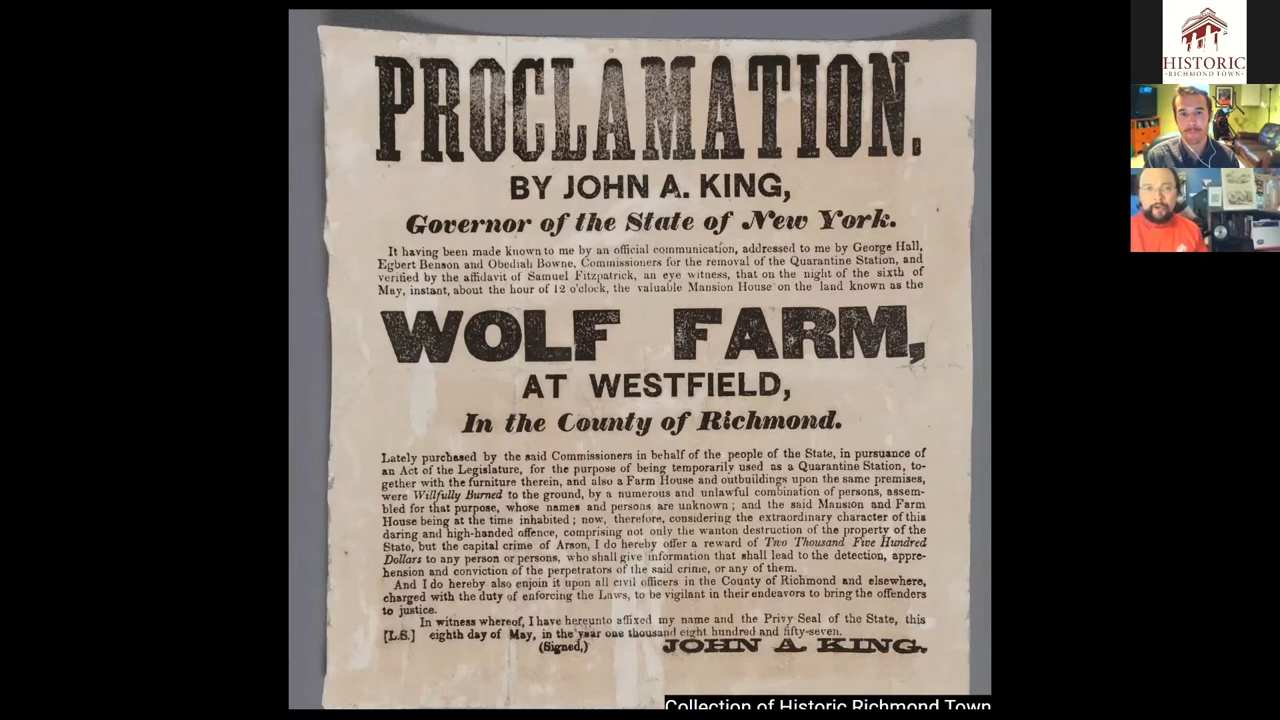 PROCLAMATION.
BY JOHN A. KING,
Governor of the State of New York.
It having been made known to me by an official communication, addressed to me by George Hall,
Egbert Benson and Obediah Bowne, Commissioners for the removal of the Quarantine Station, and
verified by the affidavit of Samuel Fitzpatrick, an eye witness, that on the night of the sixth of
May, instant, about the hour of 12 o'clock, the valuable Mansion House on the land known as the
WOLF FARM,
AT WESTFIELD,
In the County of Richmond.
Lately purchased by the said Commissioners in behalf of the people of the State, in pursuance of
an Act of the Legislature, for the purpose of being temporarily used as a Quarantine Station, to-
gether with the furniture therein, and also a Farm House and outbuildings upon the same premises,
were Willfully Burned to the ground, by a numerous and unlawful combination of persons, assem-
bled for that purpose, whose names and persons are unknown; and the said Mansion and Farm
House being at the time inhabited; now, therefore, considering the extraordinary character of this
daring and high-handed offence, comprising not only the wanton destruction of the property of the
State, but the capital crime of Arson, I do hereby offer a reward of Two Thousand Five Hundred
Dollars to any person or persons, who shall give information that shall lead to the detection, appre-
hension and conviction of the perpetrators of the said crime, or any of them.
And I do hereby also enjoin it upon all civil officers in the County of Richmond and elsewhere,
charged with the duty of enforcing the Laws, to be vigilant in their endeavors to bring the offenders
to justice.
In witness whereof, I have hereunto affixed my name and the Privy Seal of the State, this
[L.S.] eighth day of May, in the year one thousand eight hundred and fifty-seven.
(Signed,) JOHN A. KING.
Collection of Historic Richmond Town
HISTORIC
·RICHMOND TOWN·